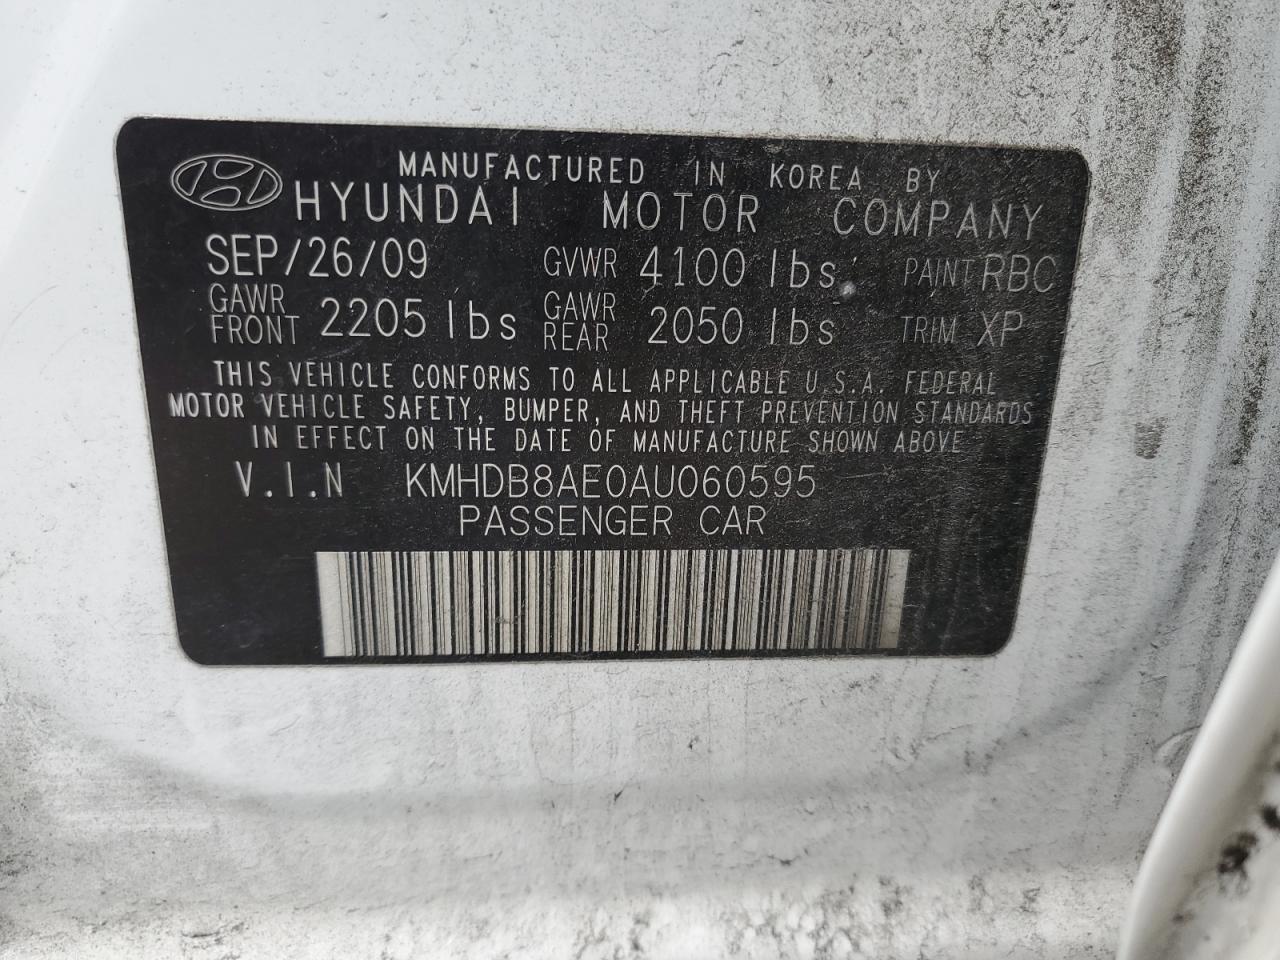 MANUFACTURED IN KOREA BY
HYUNDAI MOTOR COMPANY
SEP/26/09 GVWR 4100 lbs PAINT RBC
GAWR FRONT 2205 lbs GAWR REAR 2050 lbs TRIM XP
THIS VEHICLE CONFORMS TO ALL APPLICABLE U.S.A. FEDERAL
MOTOR VEHICLE SAFETY, BUMPER, AND THEFT PREVENTION STANDARDS
IN EFFECT ON THE DATE OF MANUFACTURE SHOWN ABOVE
V.I.N KMHDB8AE0AU060595
PASSENGER CAR